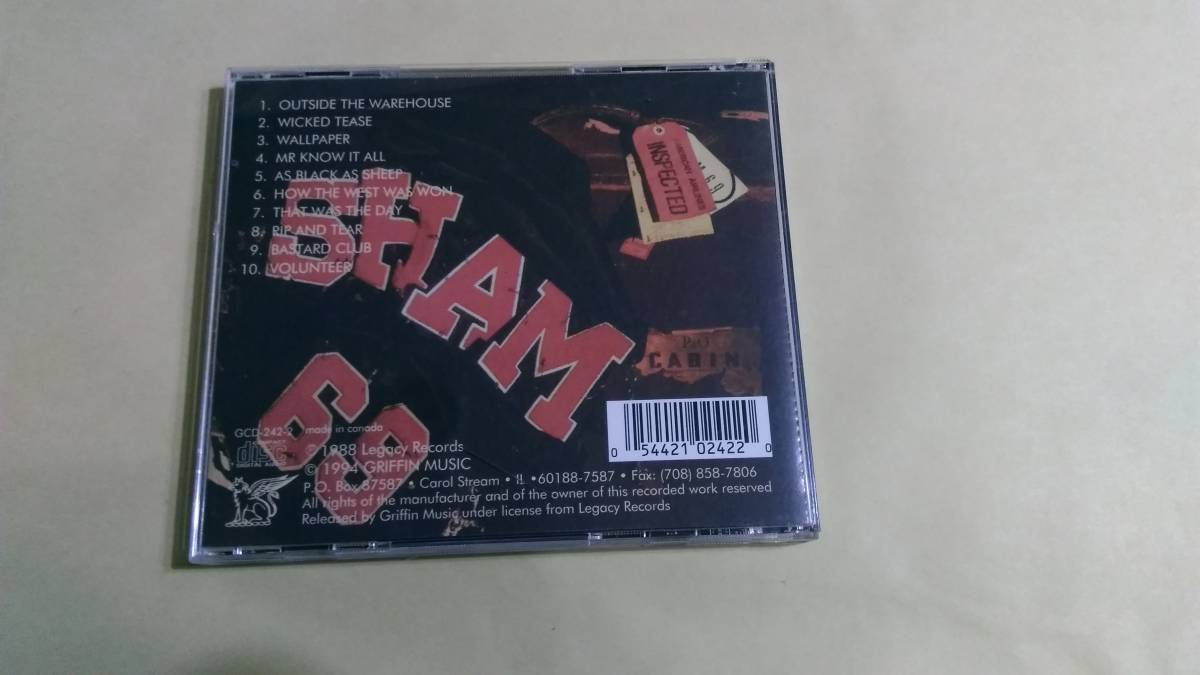 1. OUTSIDE THE WAREHOUSE
2. WICKED TEASE
3. WALLPAPER
4. MR KNOW IT ALL
5. AS BLACK AS SHEEP
6. HOW THE WEST WAS WON
7. THAT WAS THE DAY
8. RIP AND TEAR
9. BASTARD CLUB
10. VOLUNTEER
SHAM
69
INSPECTED
P&O
CABIN
0 54421 02422 0
GCD-242-2 made in canada
COMPACT
disc
DIGITAL AUDIO
© 1988 Legacy Records
© 1994 GRIFFIN MUSIC
P.O. Box 87587 • Carol Stream • IL • 60188-7587 • Fax: (708) 858-7806
All rights of the manufacturer and of the owner of this recorded work reserved
Released by Griffin Music under license from Legacy Records